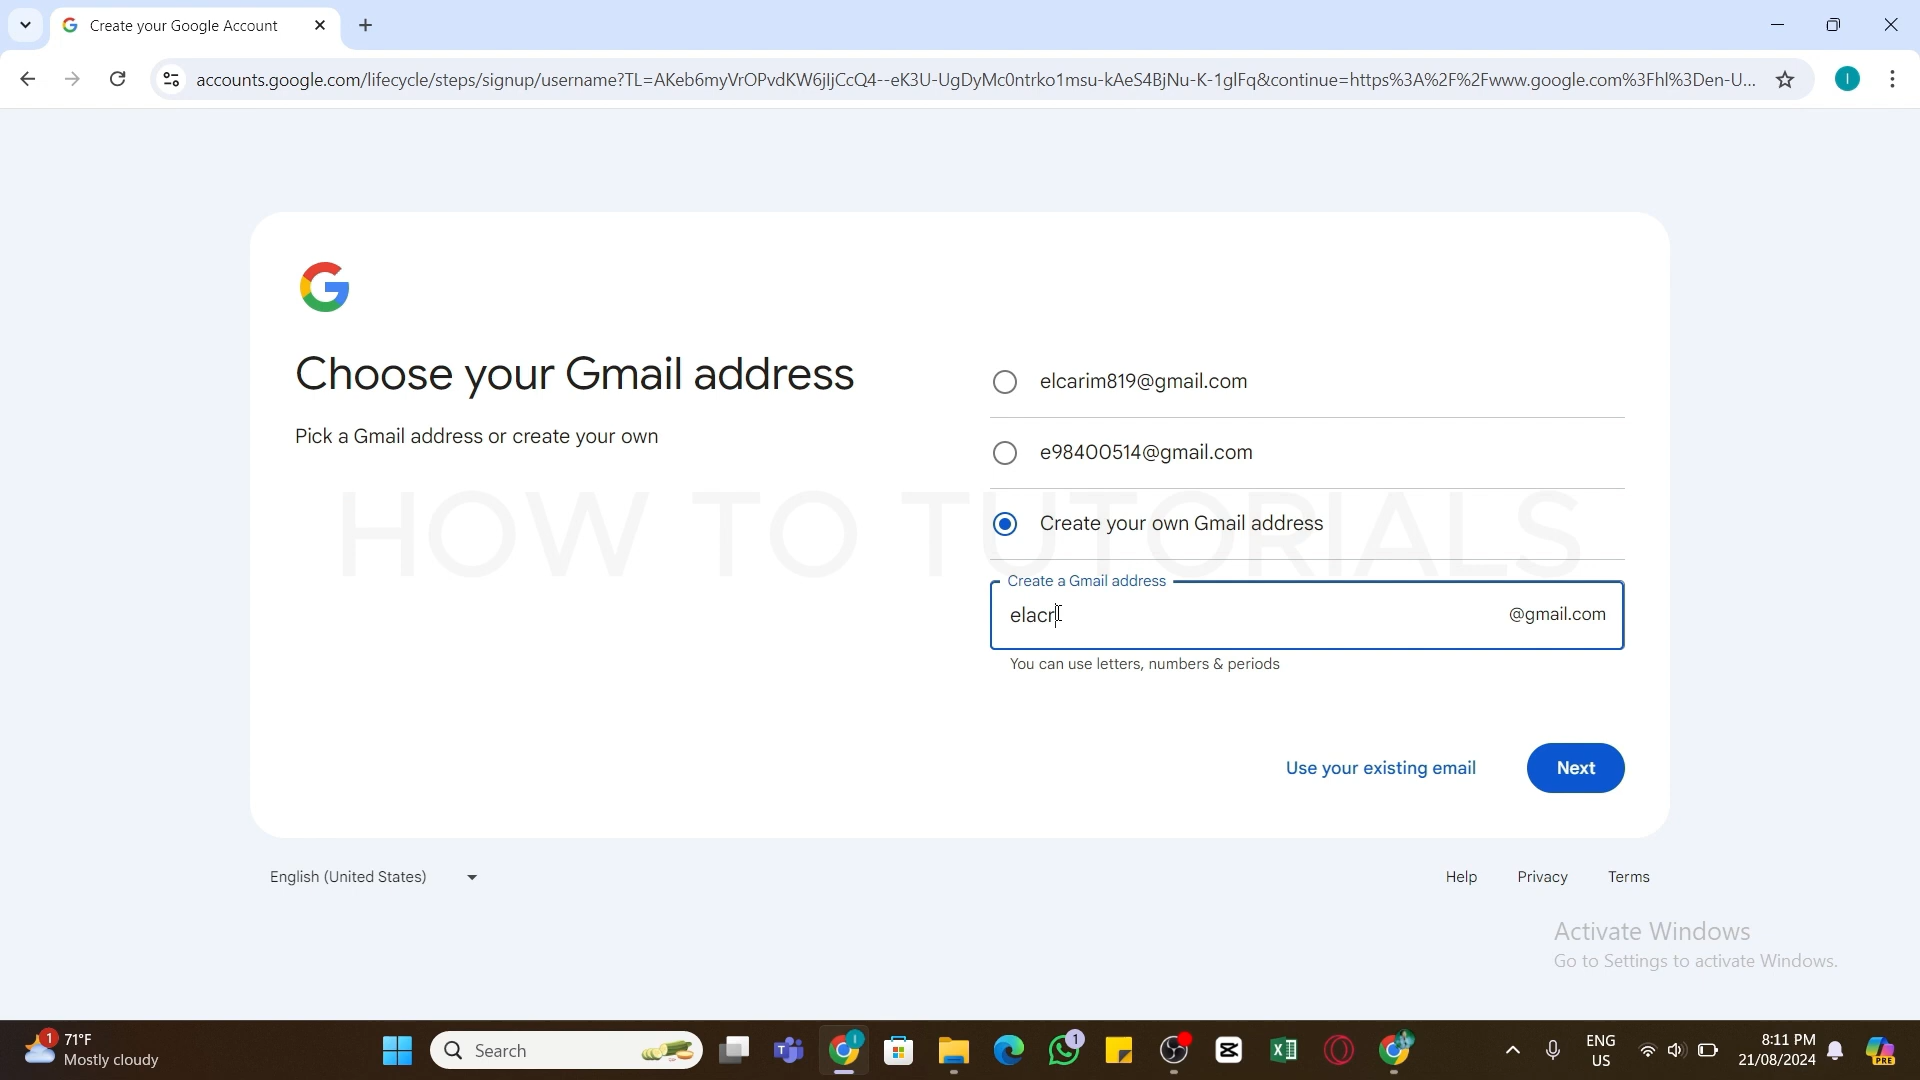 Create your Google Account
accounts.google.com/lifecycle/steps/signup/username?TL=AKeb6myVrOPvdKW6jIjCcQ4--eK3U-UgDyMc0ntrko1msu-kAeS4BjNu-K-1glFq&continue=https%3A%2F%2Fwww.google.com%3Fhl%3Den-U...
I
Choose your Gmail address
Pick a Gmail address or create your own
elcarim819@gmail.com
e98400514@gmail.com
HOW TO TUTORIALS
Create your own Gmail address
Create a Gmail address
elacr
@gmail.com
You can use letters, numbers & periods
Use your existing email
Next
English (United States)
Help
Privacy
Terms
Activate Windows
Go to Settings to activate Windows.
1
71°F
Mostly cloudy
Search
I
1
ENG
US
8:11 PM
21/08/2024
PRE